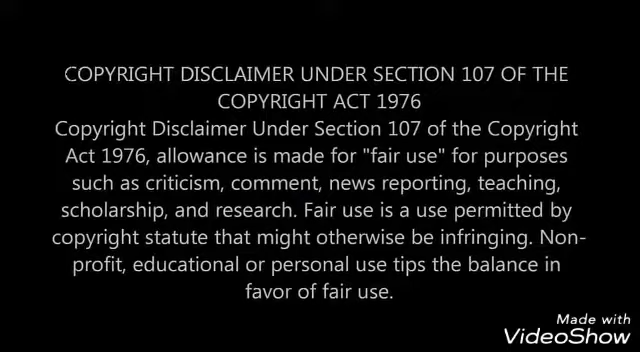 COPYRIGHT DISCLAIMER UNDER SECTION 107 OF THE
COPYRIGHT ACT 1976
Copyright Disclaimer Under Section 107 of the Copyright
Act 1976, allowance is made for "fair use" for purposes
such as criticism, comment, news reporting, teaching,
scholarship, and research. Fair use is a use permitted by
copyright statute that might otherwise be infringing. Non-
profit, educational or personal use tips the balance in
favor of fair use.
Made with
VideoShow